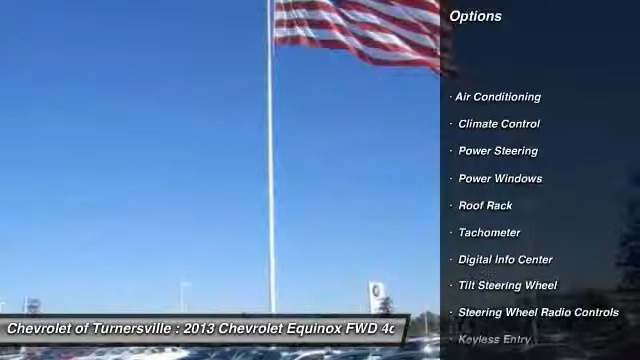 Options
· Air Conditioning
· Climate Control
· Power Steering
· Power Windows
· Roof Rack
· Tachometer
· Digital Info Center
· Tilt Steering Wheel
· Steering Wheel Radio Controls
· Keyless Entry
Chevrolet of Turnersville : 2013 Chevrolet Equinox FWD 4d